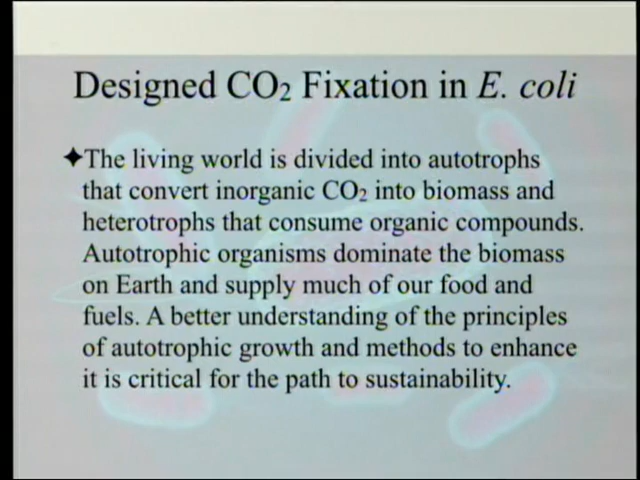 Designed CO2 Fixation in E. coli
✦The living world is divided into autotrophs
that convert inorganic CO2 into biomass and
heterotrophs that consume organic compounds.
Autotrophic organisms dominate the biomass
on Earth and supply much of our food and
fuels. A better understanding of the principles
of autotrophic growth and methods to enhance
it is critical for the path to sustainability.